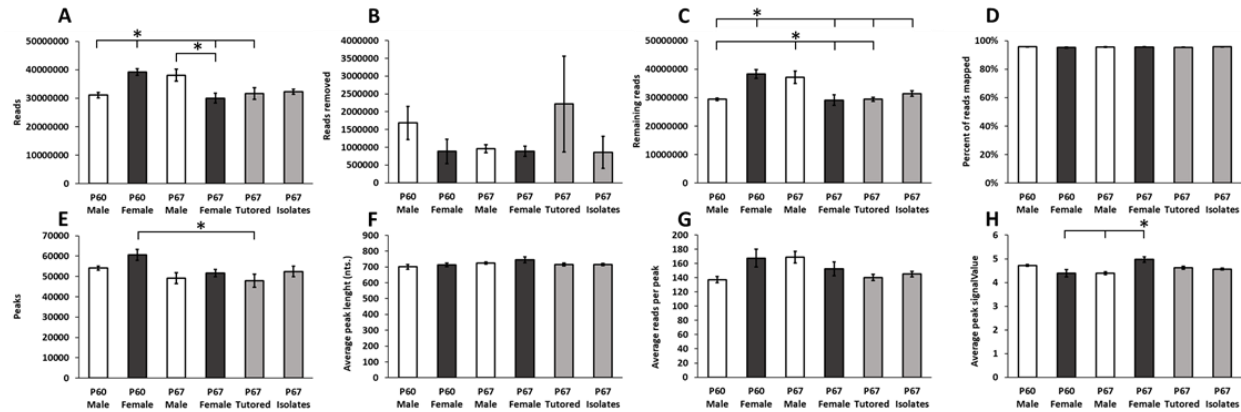 A
Reads
50000000
40000000
30000000
20000000
10000000
0
*
*
P60 P60 P67 P67 P67 P67
Male Female Male Female Tutored Isolates
B
Reads removed
4000000
3500000
3000000
2500000
2000000
1500000
1000000
500000
0
P60 P60 P67 P67 P67 P67
Male Female Male Female Tutored Isolates
C
Remaining reads
50000000
40000000
30000000
20000000
10000000
0
*
*
P60 P60 P67 P67 P67 P67
Male Female Male Female Tutored Isolates
D
Percent of reads mapped
100%
80%
60%
40%
20%
0%
P60 P60 P67 P67 P67 P67
Male Female Male Female Tutored Isolates
E
Peaks
70000
60000
50000
40000
30000
20000
10000
0
*
P60 P60 P67 P67 P67 P67
Male Female Male Female Tutored Isolates
F
Average peak lenght (nts.)
900
800
700
600
500
400
300
200
100
0
P60 P60 P67 P67 P67 P67
Male Female Male Female Tutored Isolates
G
Average reads per peak
200
180
160
140
120
100
80
60
40
20
0
P60 P60 P67 P67 P67 P67
Male Female Male Female Tutored Isolates
H
Average peak signalValue
6
5
4
3
2
1
0
*
P60 P60 P67 P67 P67 P67
Male Female Male Female Tutored Isolates